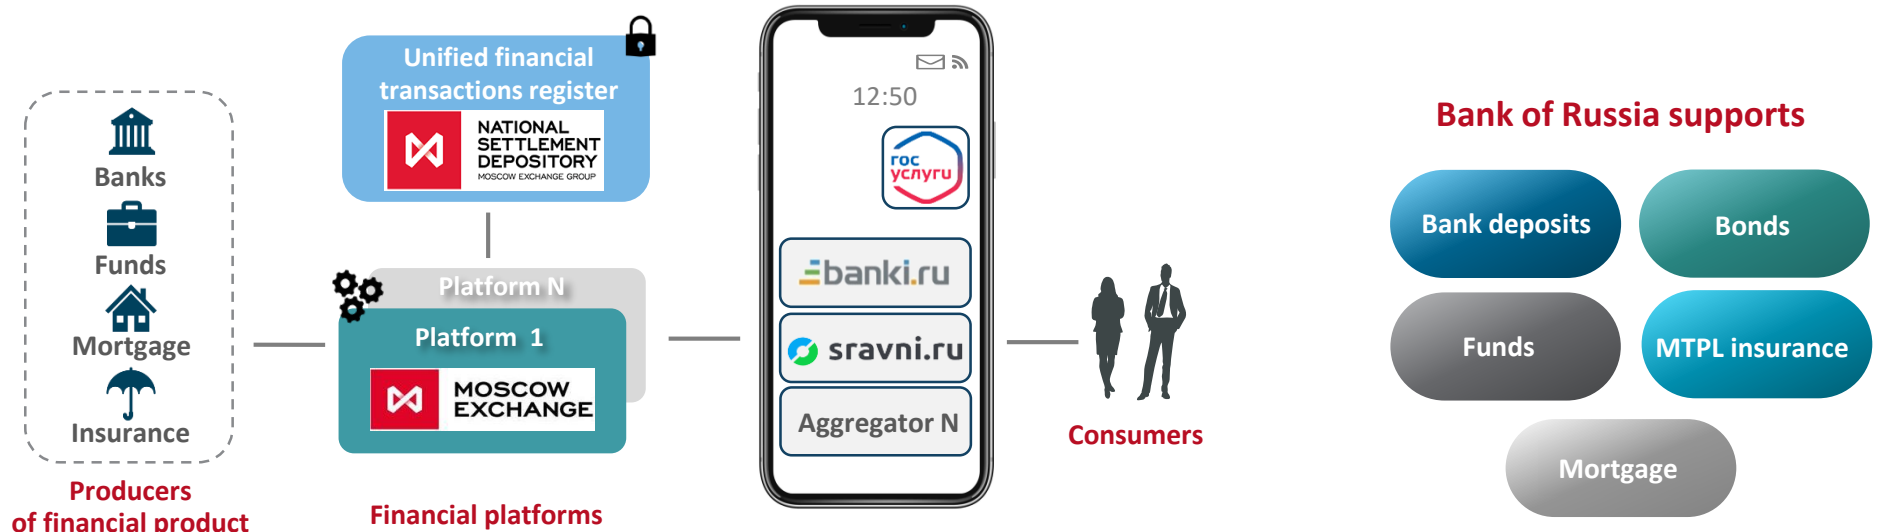 Banks
Funds
Mortgage
Insurance
Producers
of financial product
Unified financial
transactions register
NATIONAL
SETTLEMENT
DEPOSITORY
MOSCOW EXCHANGE GROUP
Platform N
Platform 1
MOSCOW
EXCHANGE
Financial platforms
12:50
гос
услуги
banki.ru
sravni.ru
Aggregator N
Consumers
Bank of Russia supports
Bank deposits
Bonds
Funds
MTPL insurance
Mortgage